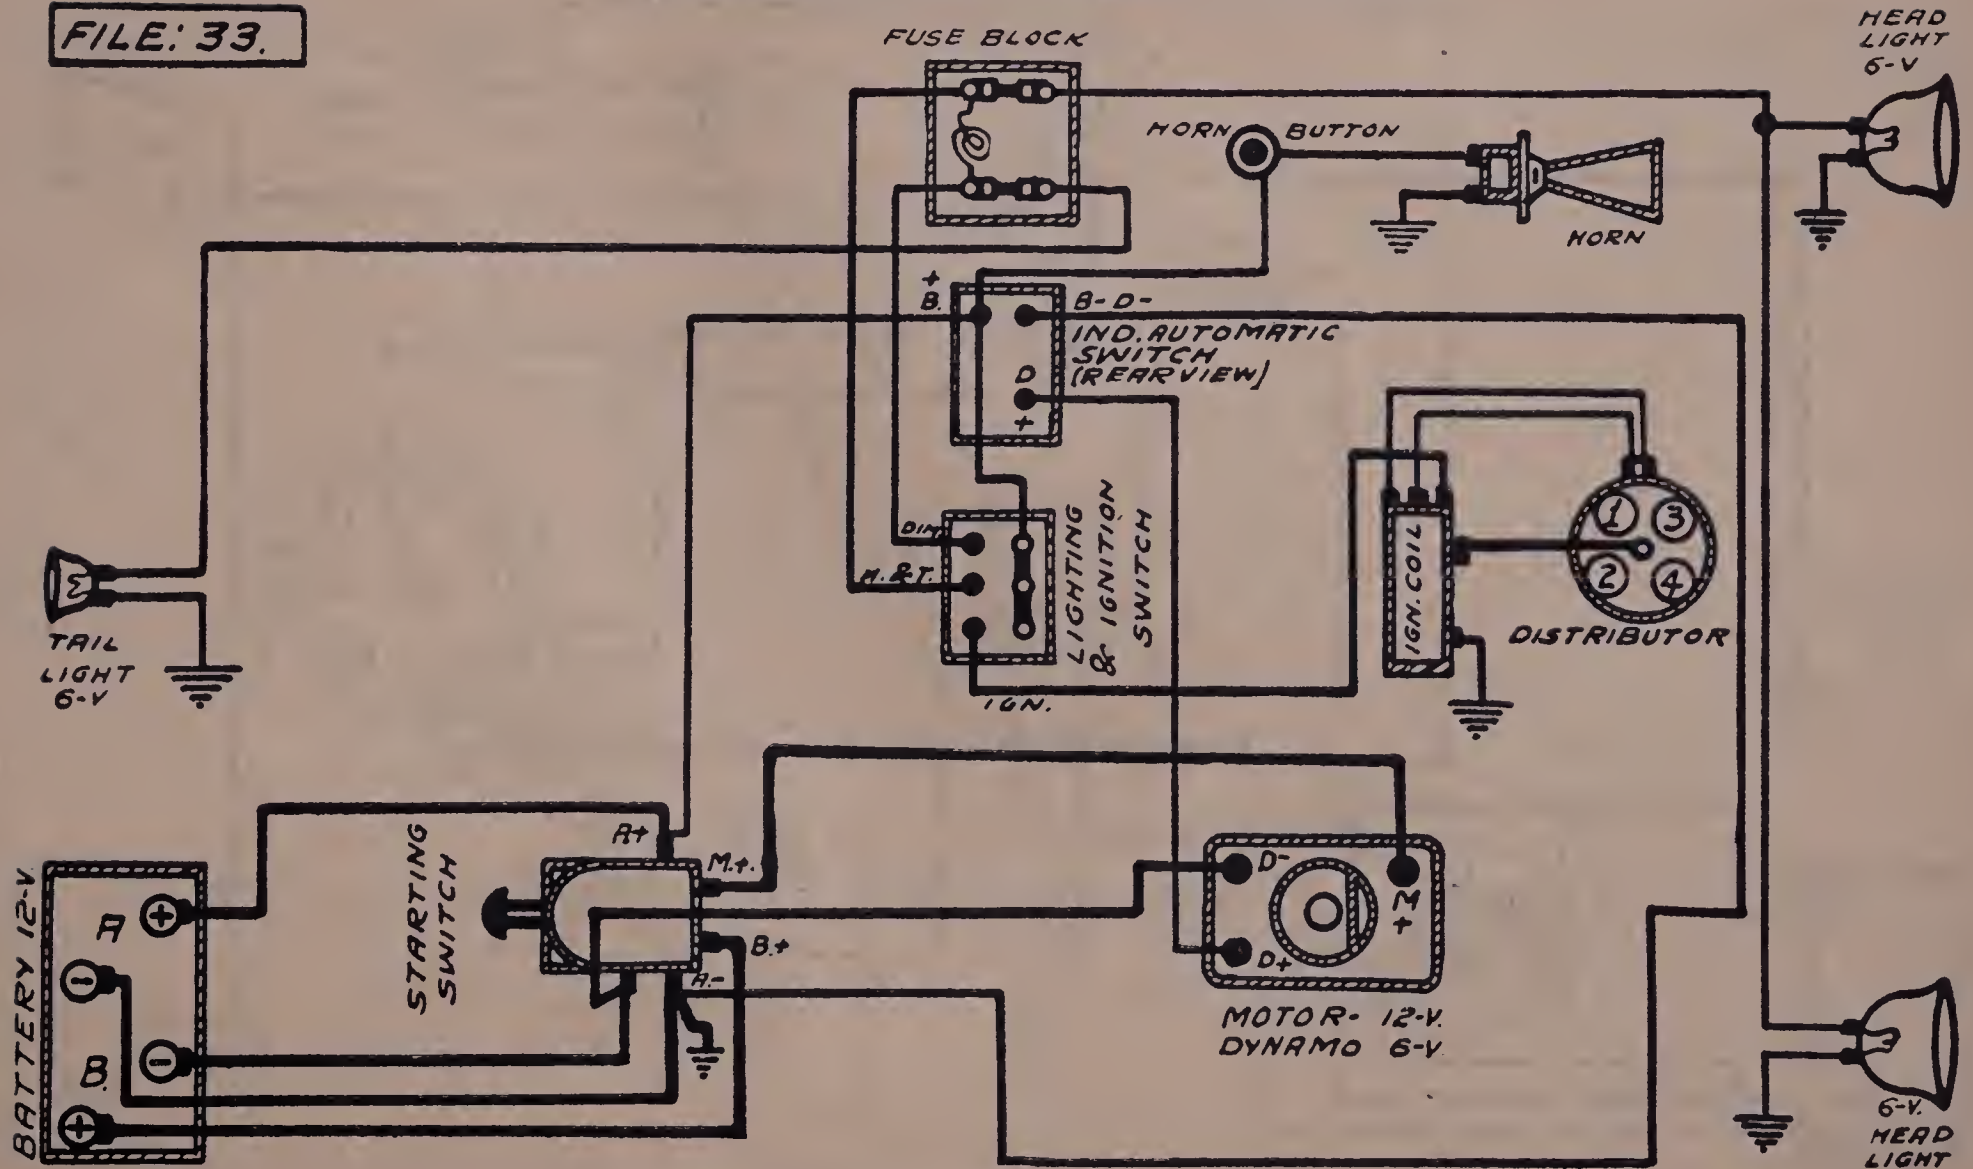 FILE: 33.
FUSE BLOCK
HEAD
LIGHT
6-V
HORN BUTTON
HORN
+
B.
B- D-
IND. AUTOMATIC
SWITCH
(REAR VIEW)
D
+
DIM
H. & T.
IGN.
LIGHTING
& IGNITION
SWITCH
IGN. COIL
1 3
2 4
DISTRIBUTOR
TAIL
LIGHT
6-V
BATTERY 12-V.
A +
-
B. -
+
STARTING
SWITCH
A+
M.+.
B.+
A.-
D-
M
+
D+
MOTOR- 12-V.
DYNAMO 6-V
6-V.
HEAD
LIGHT